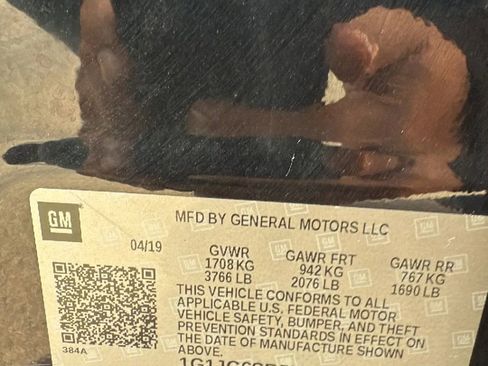 GM
MFD BY GENERAL MOTORS LLC
04/19
GVWR GAWR FRT GAWR RR
1708 KG 942 KG 767 KG
3766 LB 2076 LB 1690 LB
THIS VEHICLE CONFORMS TO ALL
APPLICABLE U.S. FEDERAL MOTOR
VEHICLE SAFETY, BUMPER, AND THEFT
PREVENTION STANDARDS IN EFFECT ON
THE DATE OF MANUFACTURE SHOWN
ABOVE.
384A